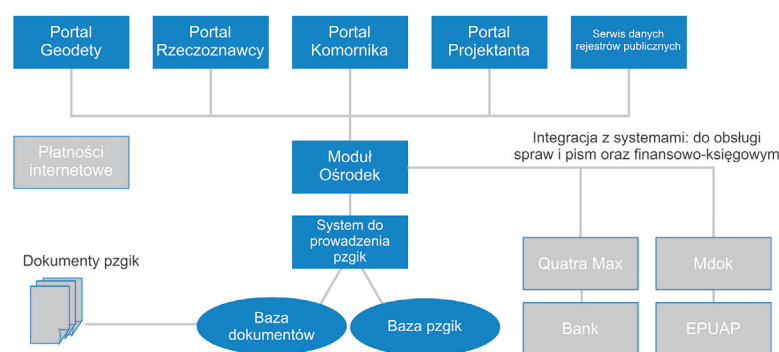 Portal
Geodety
Portal
Rzeczoznawcy
Portal
Komornika
Portal
Projektanta
Serwis danych
rejestrów publicznych
Płatności
internetowe
Moduł
Ośrodek
Integracja z systemami: do obsługi
spraw i pism oraz finansowo-księgowym
System do
prowadzenia
pzgik
Quatra Max
Mdok
Dokumenty pzgik
Baza
dokumentów
Baza pzgik
Bank
EPUAP